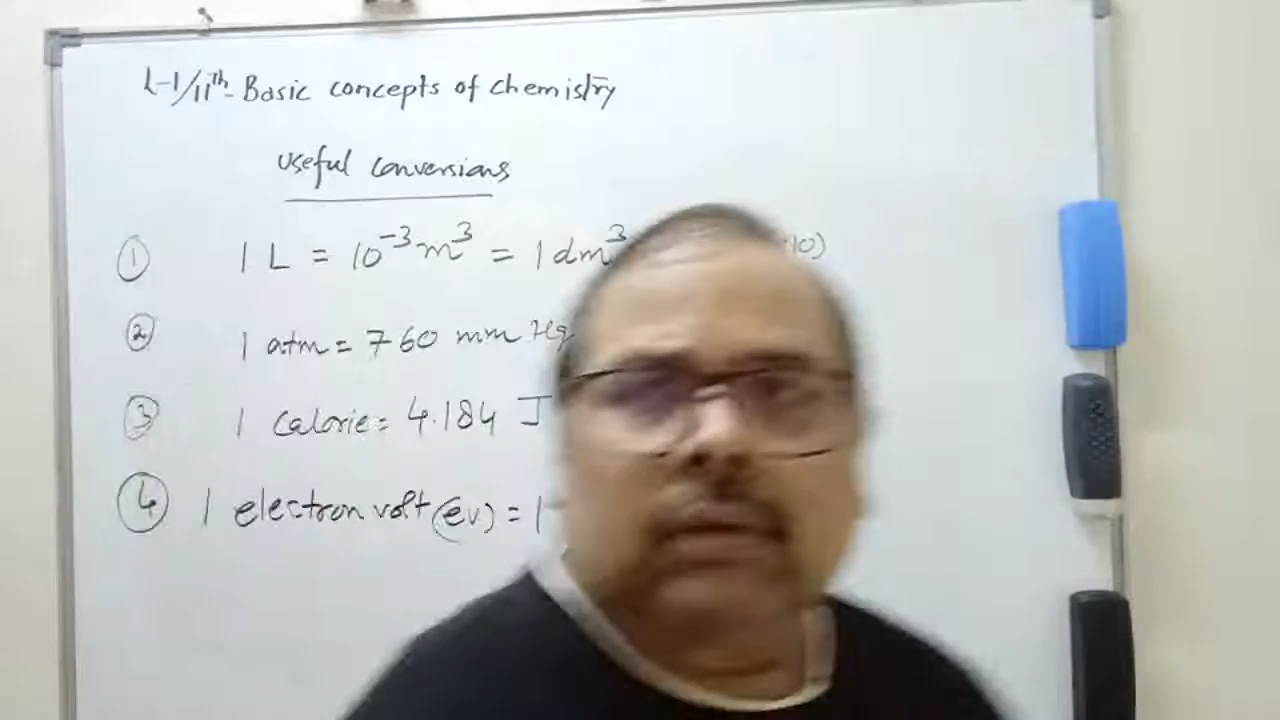 L-1/11th- Basic concepts of chemistry
useful conversions
① 1 L = 10⁻³ m³ = 1 dm³ 10)
② 1 atm = 760 mm Hg
③ 1 Calorie = 4.184 J
④ 1 electron volt (ev) = 1